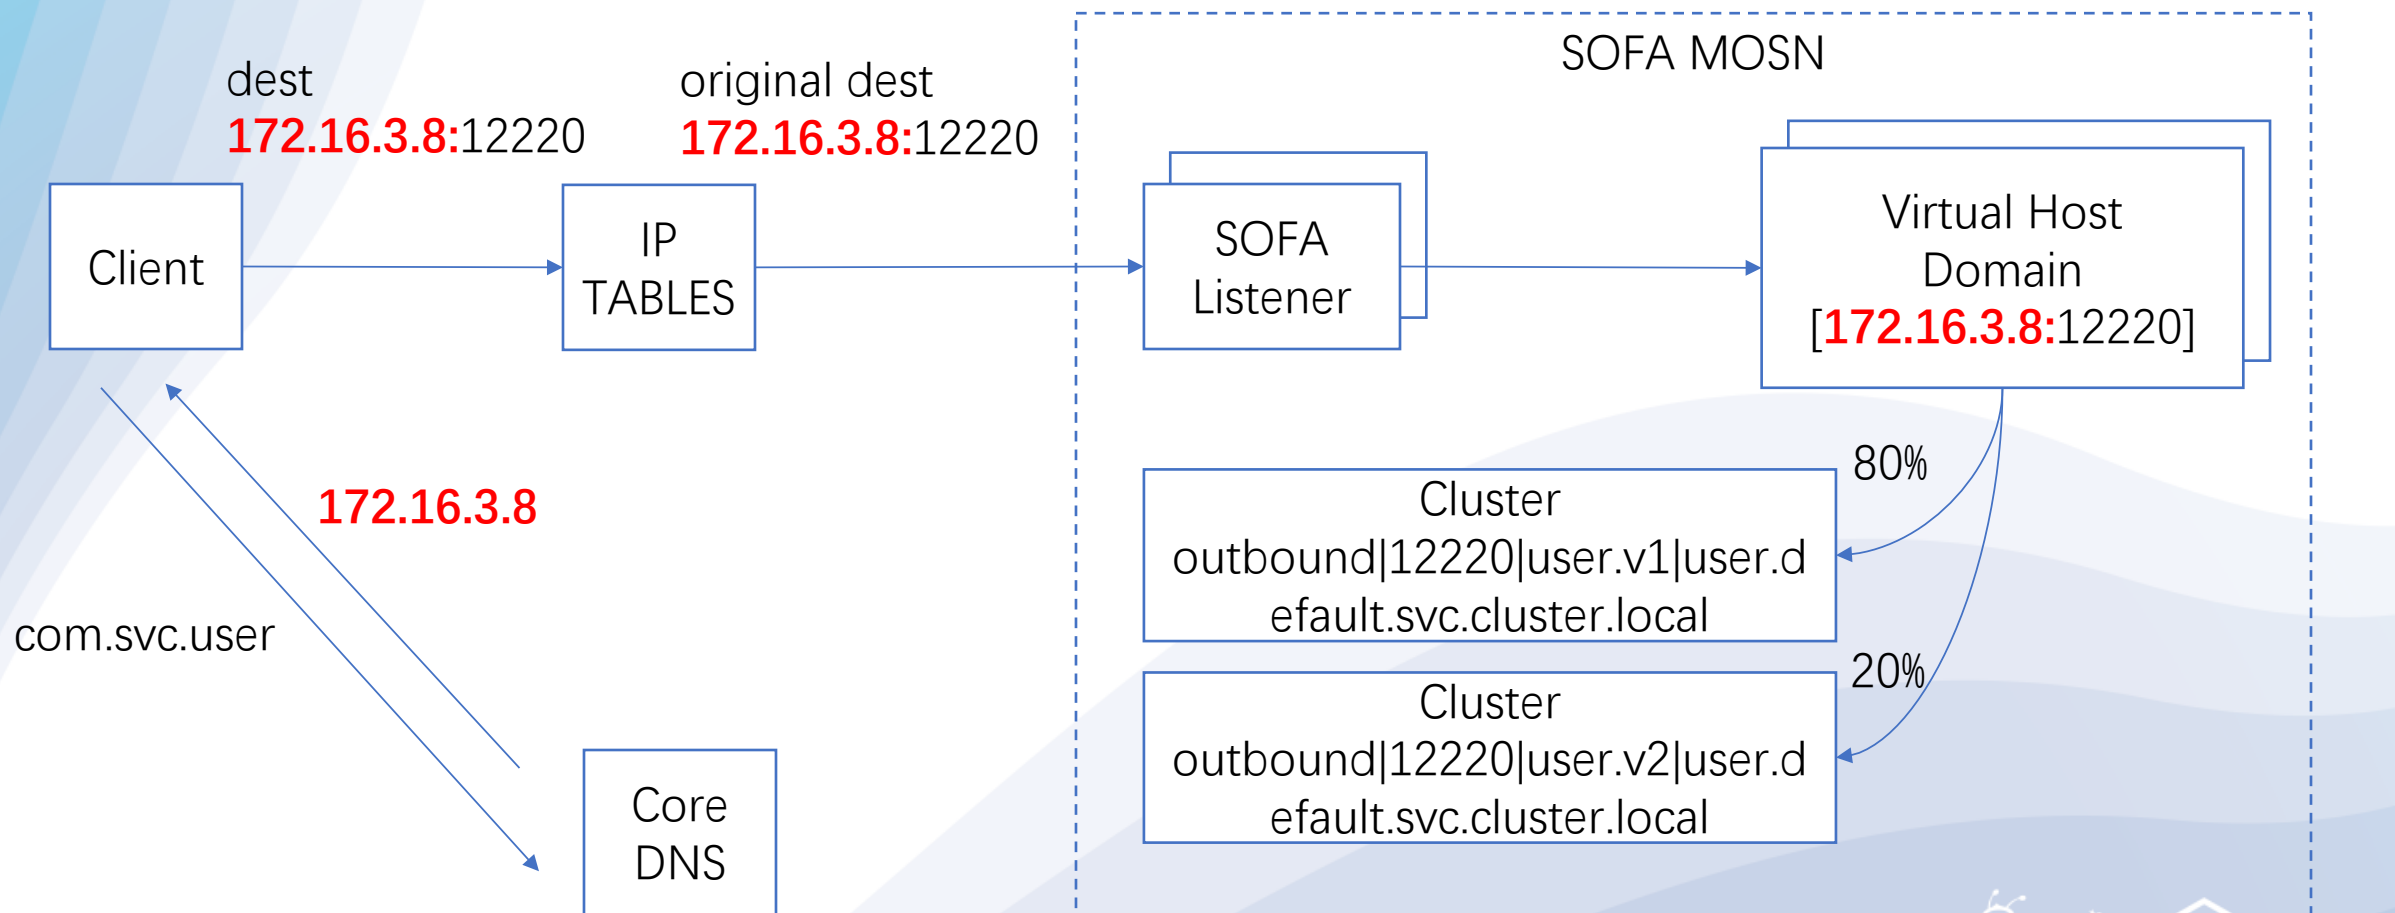 SOFA MOSN
dest
172.16.3.8:12220
original dest
172.16.3.8:12220
Client
IP
TABLES
SOFA
Listener
Virtual Host
Domain
[172.16.3.8:12220]
172.16.3.8
com.svc.user
Core
DNS
80%
Cluster
outbound|12220|user.v1|user.d
efault.svc.cluster.local
20%
Cluster
outbound|12220|user.v2|user.d
efault.svc.cluster.local